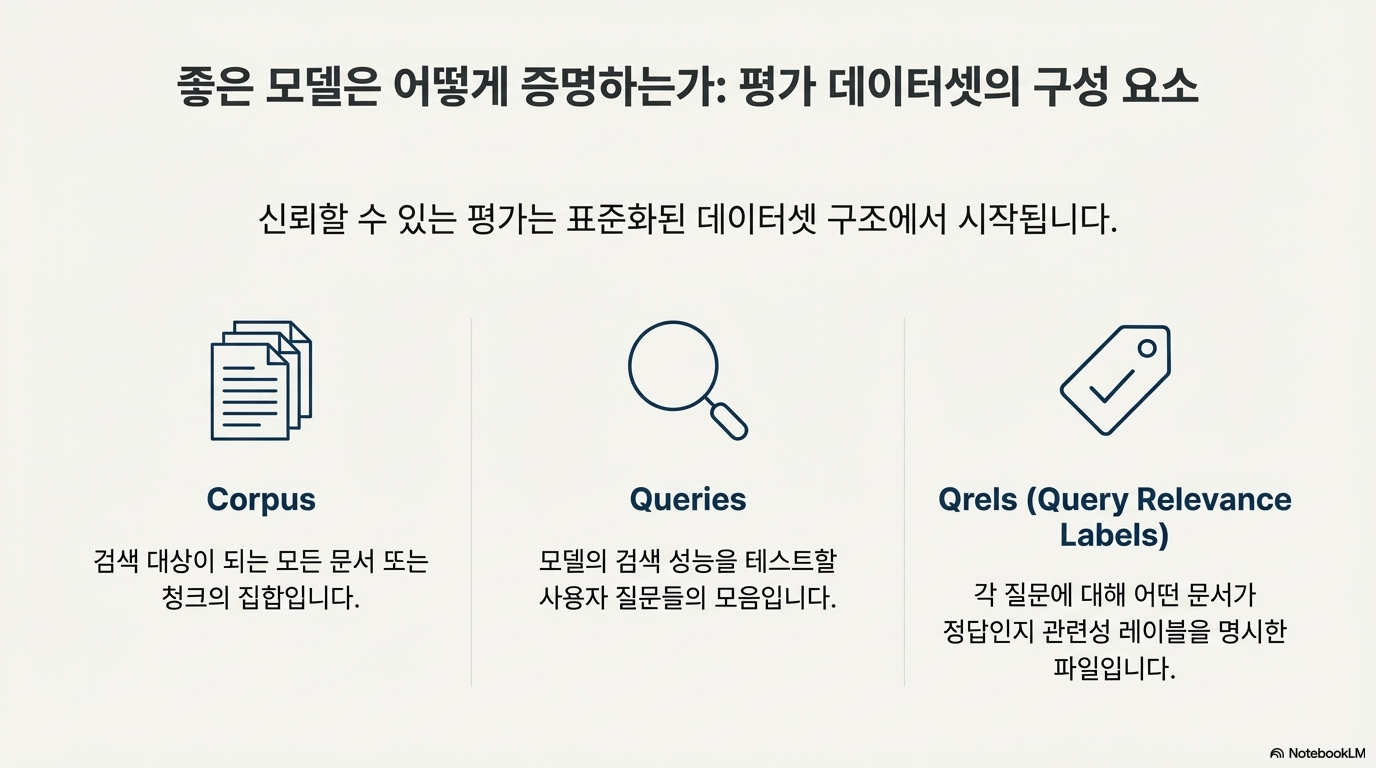 좋은 모델은 어떻게 증명하는가: 평가 데이터셋의 구성 요소
신뢰할 수 있는 평가는 표준화된 데이터셋 구조에서 시작됩니다.
Corpus
검색 대상이 되는 모든 문서 또는
청크의 집합입니다.
Queries
모델의 검색 성능을 테스트할
사용자 질문들의 모음입니다.
Qrels (Query Relevance
Labels)
각 질문에 대해 어떤 문서가
정답인지 관련성 레이블을 명시한
파일입니다.
NotebookLM